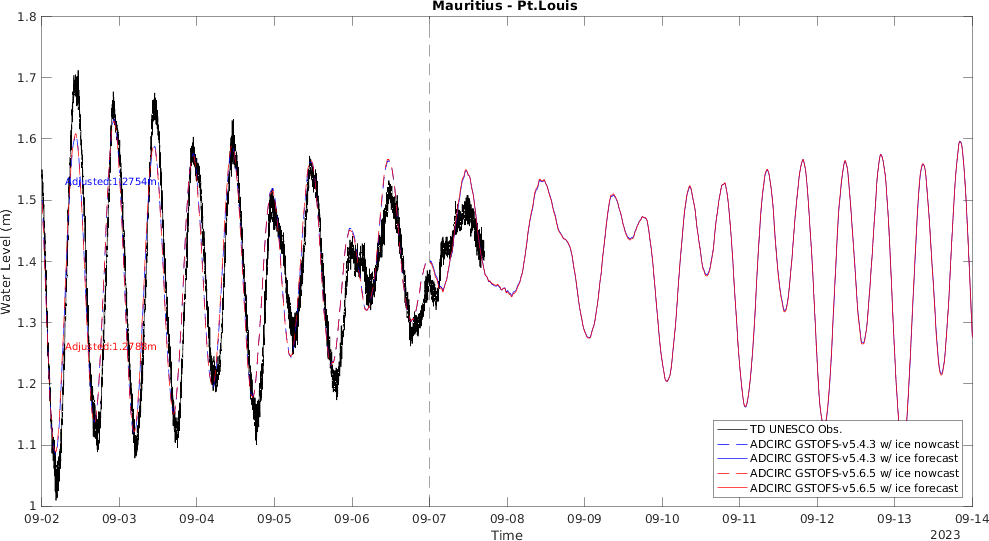 Mauritius - Pt.Louis
Water Level (m)
1.8
1.7
1.6
1.5
1.4
1.3
1.2
1.1
1
Adjusted:1.2754m
Adjusted:1.2788m
TD UNESCO Obs.
ADCIRC GSTOFS-v5.4.3 w/ ice nowcast
ADCIRC GSTOFS-v5.4.3 w/ ice forecast
ADCIRC GSTOFS-v5.6.5 w/ ice nowcast
ADCIRC GSTOFS-v5.6.5 w/ ice forecast
09-02 09-03 09-04 09-05 09-06 09-07 09-08 09-09 09-10 09-11 09-12 09-13 09-14
Time
2023